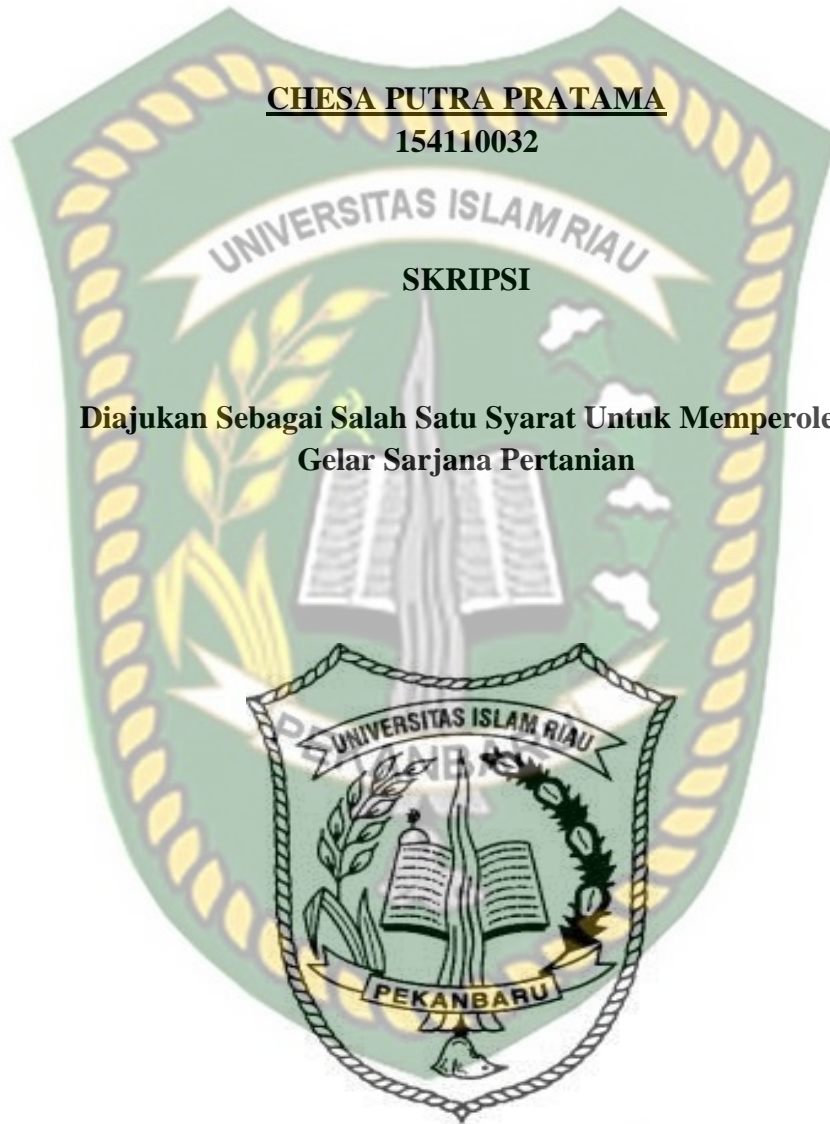 CHESA PUTRA PRATAMA
154110032
UNIVERSITAS ISLAM RIAU
SKRIPSI
Diajukan Sebagai Salah Satu Syarat Untuk Memperole
Gelar Sarjana Pertanian
UNIVERSITAS ISLAM RIAU
PEKANBARU
PEKANBARU